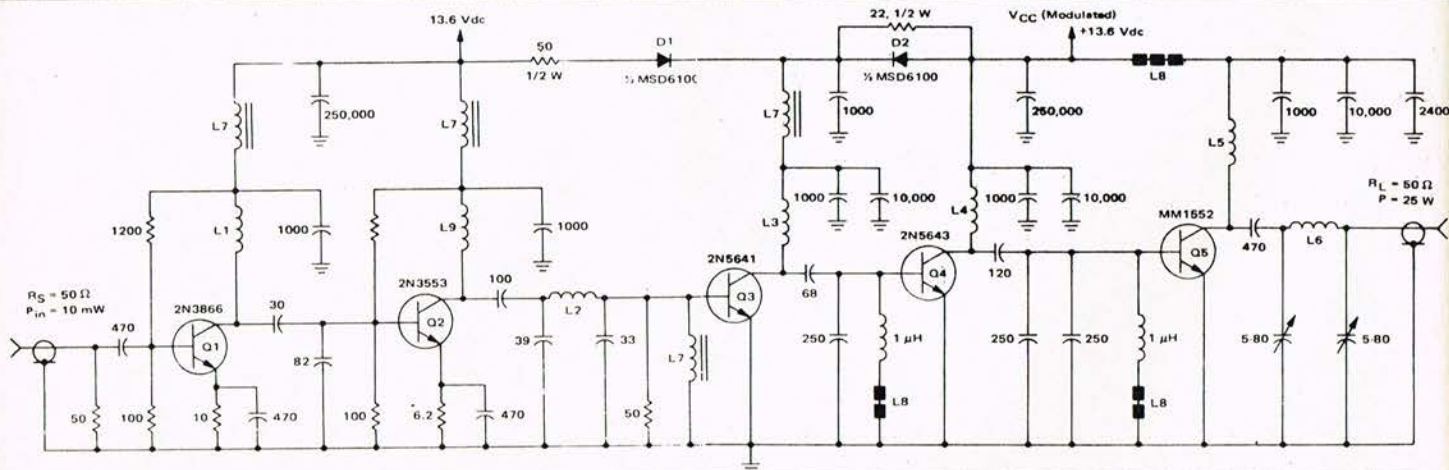 13.6 Vdc
50
1/2 W
D1
½ MSD6100
22, 1/2 W
D2
½ MSD6100
VCC (Modulated)
+13.6 Vdc
L8
L7
250,000
L7
L7
1000
250,000
L5
1000
10,000
2400
RL = 50 Ω
P = 25 W
1200
L1
1000
L9
1000
L3
1000
10,000
L4
1000
10,000
RS = 50 Ω
Pin = 10 mW
470
2N3866
Q1
30
2N3553
Q2
100
L2
2N5641
Q3
68
2N5643
Q4
120
MM1552
Q5
470
L6
50
100
10
470
82
100
6.2
470
39
33
50
L7
250
1 μH
L8
250
250
1 μH
L8
5-80
5-80